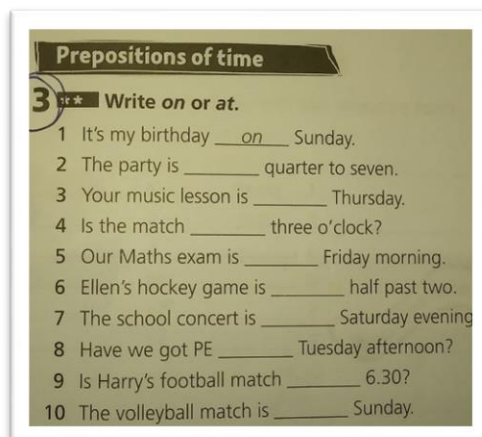 Prepositions of time
3 ** Write on or at.
1 It's my birthday on Sunday.
2 The party is ________ quarter to seven.
3 Your music lesson is ________ Thursday.
4 Is the match ________ three o'clock?
5 Our Maths exam is ________ Friday morning.
6 Ellen's hockey game is ________ half past two.
7 The school concert is ________ Saturday evening
8 Have we got PE ________ Tuesday afternoon?
9 Is Harry's football match ________ 6.30?
10 The volleyball match is ________ Sunday.